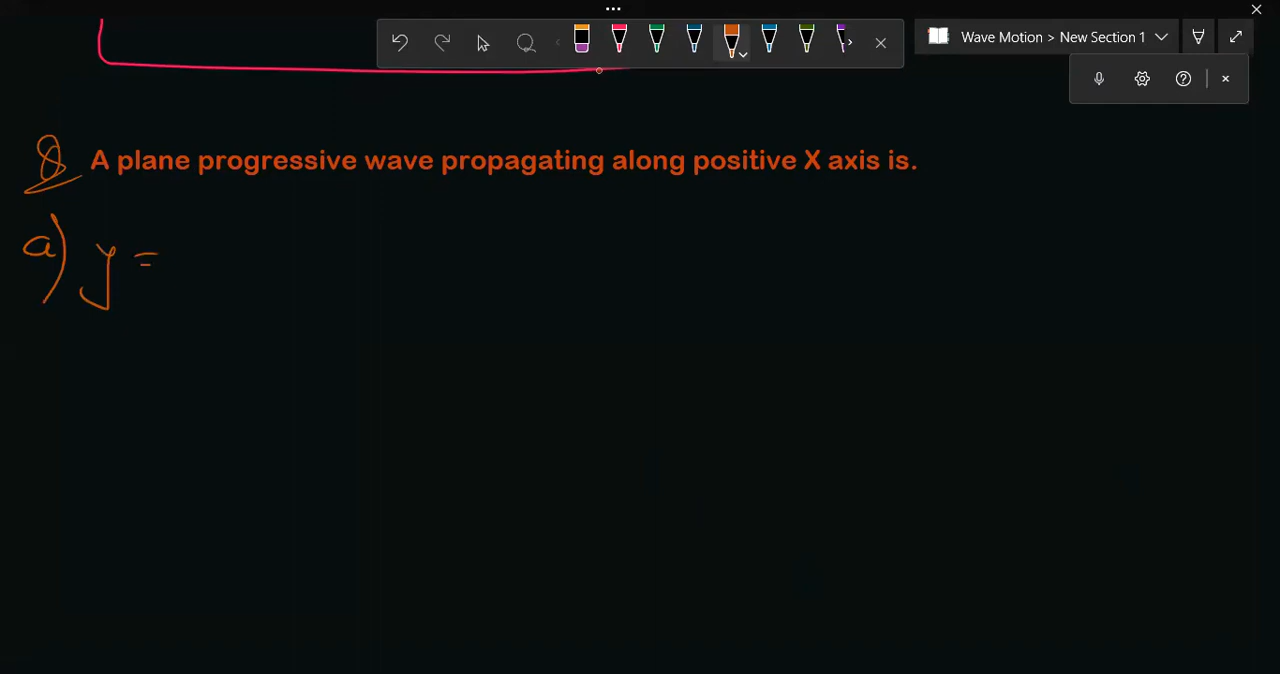 Wave Motion > New Section 1
Q A plane progressive wave propagating along positive X axis is.
a) y =